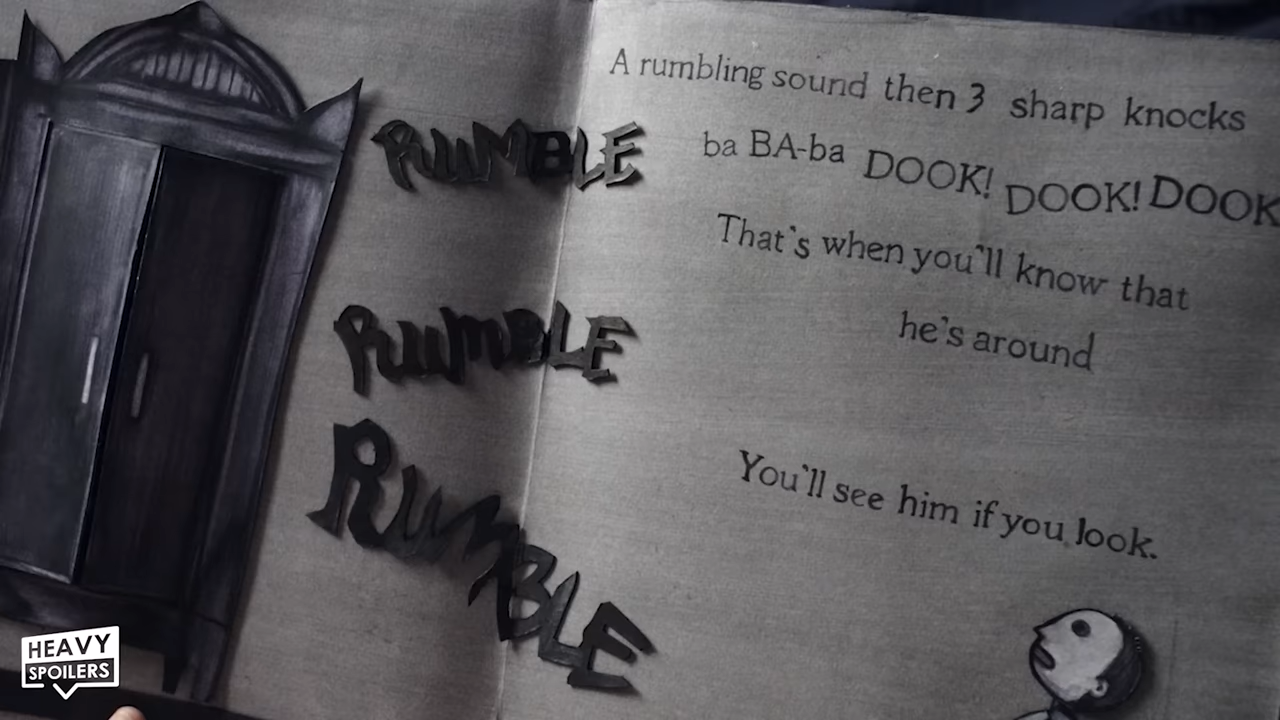 RUMBLE
RUMBLE
RUMBLE
A rumbling sound then 3 sharp knocks
ba BA-ba DOOK! DOOK! DOOK
That's when you'll know that
he's around
You'll see him if you look.
HEAVY
SPOILERS